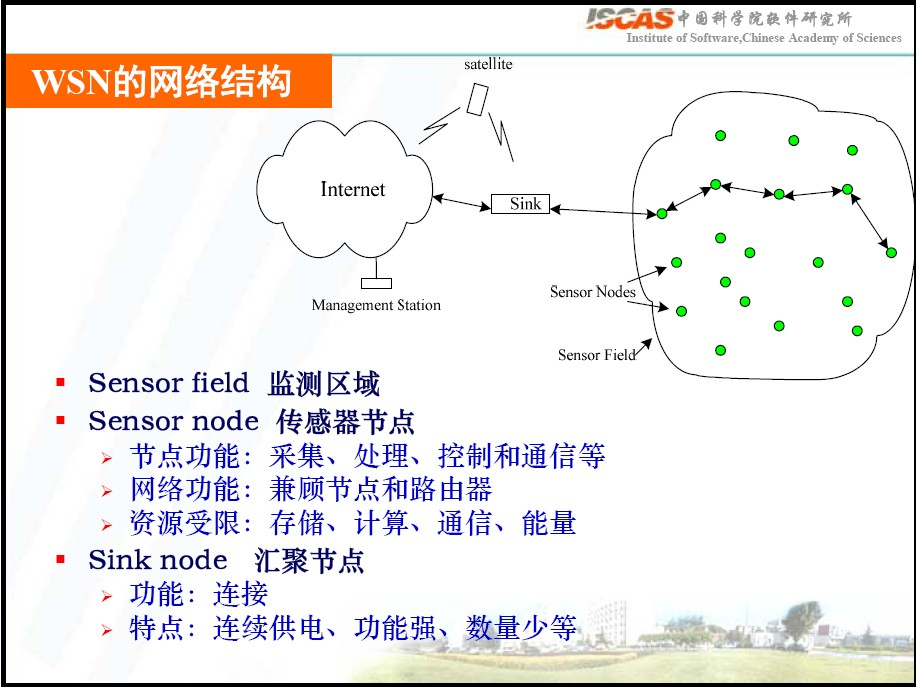 ISCAS 中国科学院软件研究所
Institute of Software,Chinese Academy of Sciences
WSN的网络结构
satellite
Internet
Sink
Sensor Nodes
Management Station
Sensor Field
Sensor field 监测区域
Sensor node 传感器节点
节点功能：采集、处理、控制和通信等
网络功能：兼顾节点和路由器
资源受限：存储、计算、通信、能量
Sink node 汇聚节点
功能：连接
特点：连续供电、功能强、数量少等